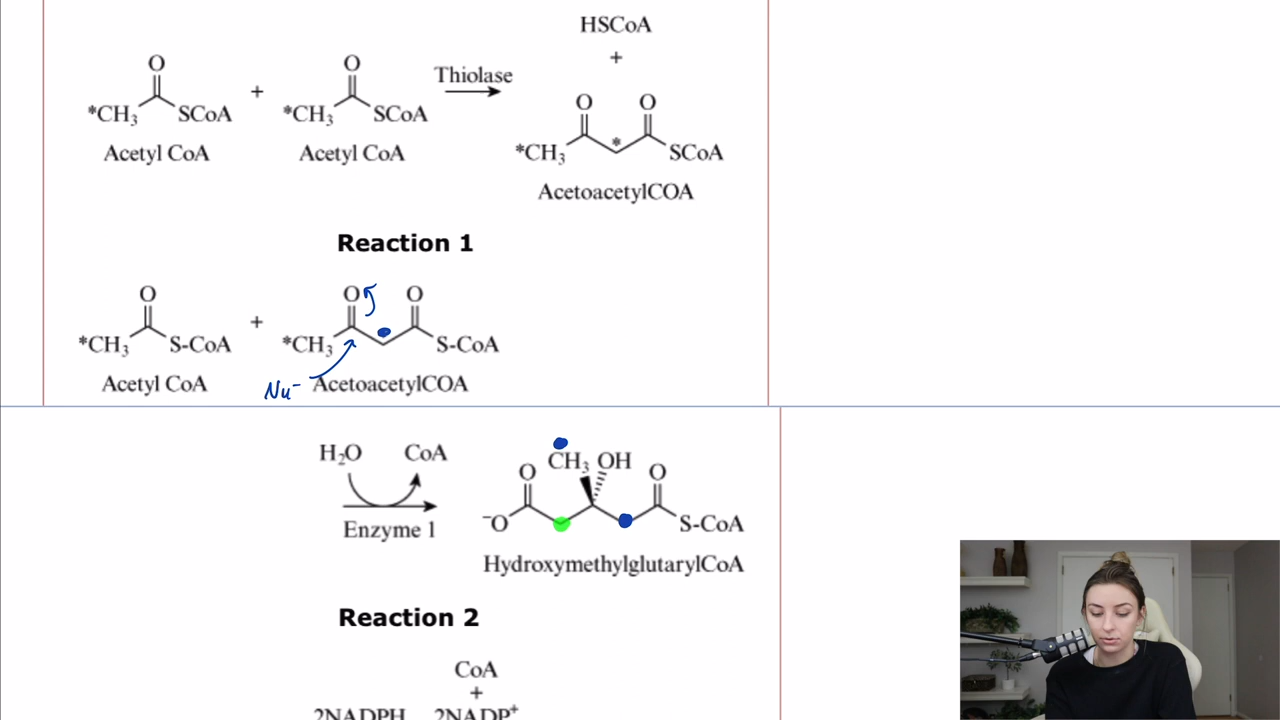 HSCoA
+
O O Thiolase O O
*CH₃ SCoA + *CH₃ SCoA *CH₃ * SCoA
Acetyl CoA Acetyl CoA AcetoacetylCOA
Reaction 1
O O O
*CH₃ S-CoA + *CH₃ S-CoA
Nu⁻
Acetyl CoA AcetoacetylCOA
H₂O CoA
Enzyme 1
O CH₃ OH O
⁻O S-CoA
HydroxymethylglutarylCoA
Reaction 2
CoA
+
2NADPH 2NADP⁺